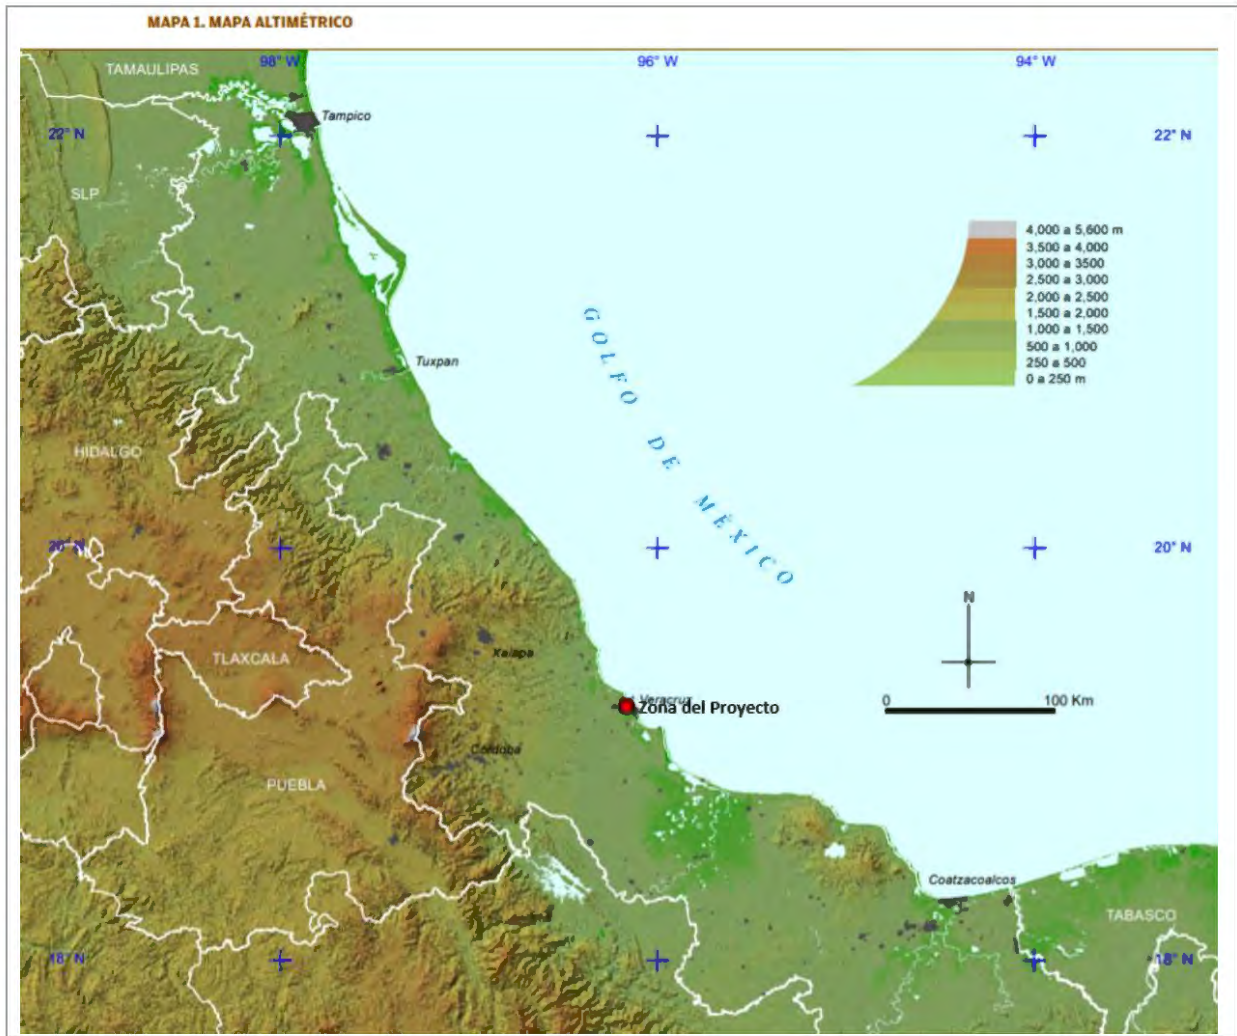 MAPA 1. MAPA ALTIMÉTRICO
98° W
96° W
94° W
TAMAULIPAS
Tampico
22° N
22° N
SLP
4,000 a 5,600 m
3,500 a 4,000
3,000 a 3500
2,500 a 3,000
2,000 a 2,500
1,500 a 2,000
1,000 a 1,500
500 a 1,000
250 a 500
0 a 250 m
GOLFO DE MÉXICO
Tuxpan
HIDALGO
20° N
20° N
N
TLAXCALA
Xalapa
Veracruz
Zona del Proyecto
0
100 Km
Córdoba
PUEBLA
Coatzacoalcos
TABASCO
18° N
18° N